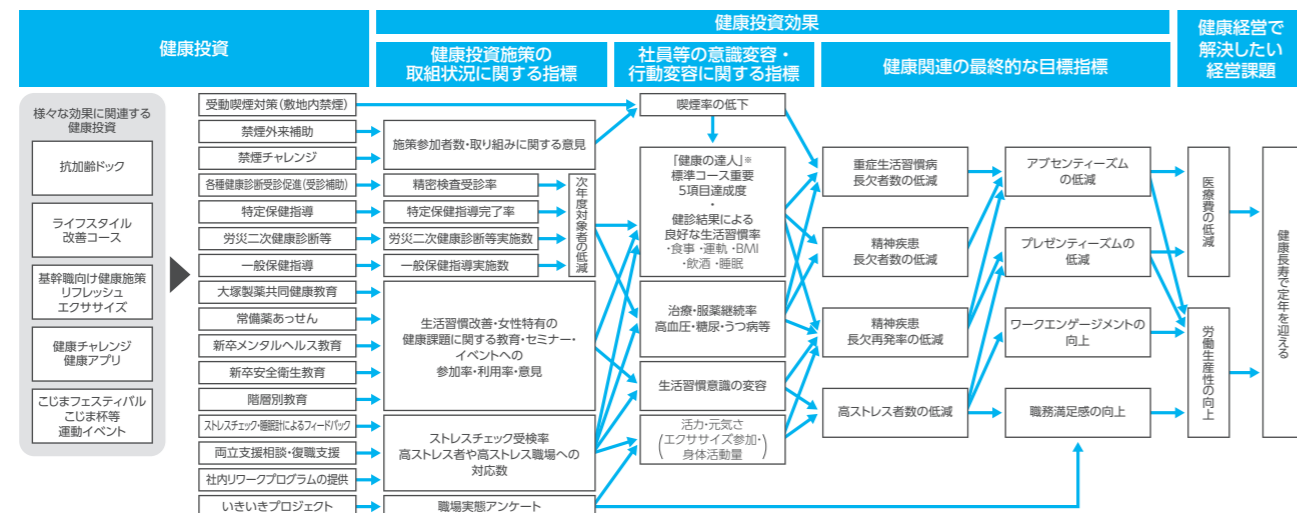 健康投資
健康投資効果
健康投資施策の
取組状況に関する指標
社員等の意識変容・
行動変容に関する指標
健康関連の最終的な目標指標
健康経営で
解決したい
経営課題
様々な効果に関連する
健康投資
抗加齢ドック
ライフスタイル
改善コース
基幹職向け健康施策
リフレッシュ
エクササイズ
健康チャレンジ
健康アプリ
こじまフェスティバル
こじま杯等
運動イベント
受動喫煙対策(敷地内禁煙)
禁煙外来補助
禁煙チャレンジ
各種健康診断受診促進(受診補助)
特定保健指導
労災二次健康診断等
一般保健指導
大塚製薬共同健康教育
常備薬あっせん
新卒メンタルヘルス教育
新卒安全衛生教育
階層別教育
ストレスチェック・睡眠計によるフィードバック
両立支援相談・復職支援
社内リワークプログラムの提供
いきいきプロジェクト
施策参加者数・取り組みに関する意見
精密検査受診率
特定保健指導完了率
労災二次健康診断等実施数
一般保健指導実施数
次年度対象者の低減
生活習慣改善・女性特有の
健康課題に関する教育・セミナー・
イベントへの
参加率・利用率・意見
ストレスチェック受検率
高ストレス者や高ストレス職場への
対応数
職場実態アンケート
喫煙率の低下
「健康の達人」※
標準コース重要
5項目達成度
・
健診結果による
良好な生活習慣率
・食事・運軌・BMI
・飲酒・睡眠
治療・服薬継続率
高血圧・糖尿・うつ病等
生活習慣意識の変容
活力・元気さ
(エクササイズ参加・
身体活動量)
重症生活習慣病
長欠者数の低減
精神疾患
長欠者数の低減
精神疾患
長欠再発率の低減
高ストレス者数の低減
アブセンティーズム
の低減
プレゼンティーズムの
低減
ワークエンゲージメントの
向上
職務満足感の向上
医療費の低減
労働生産性の向上
健康長寿で定年を迎える